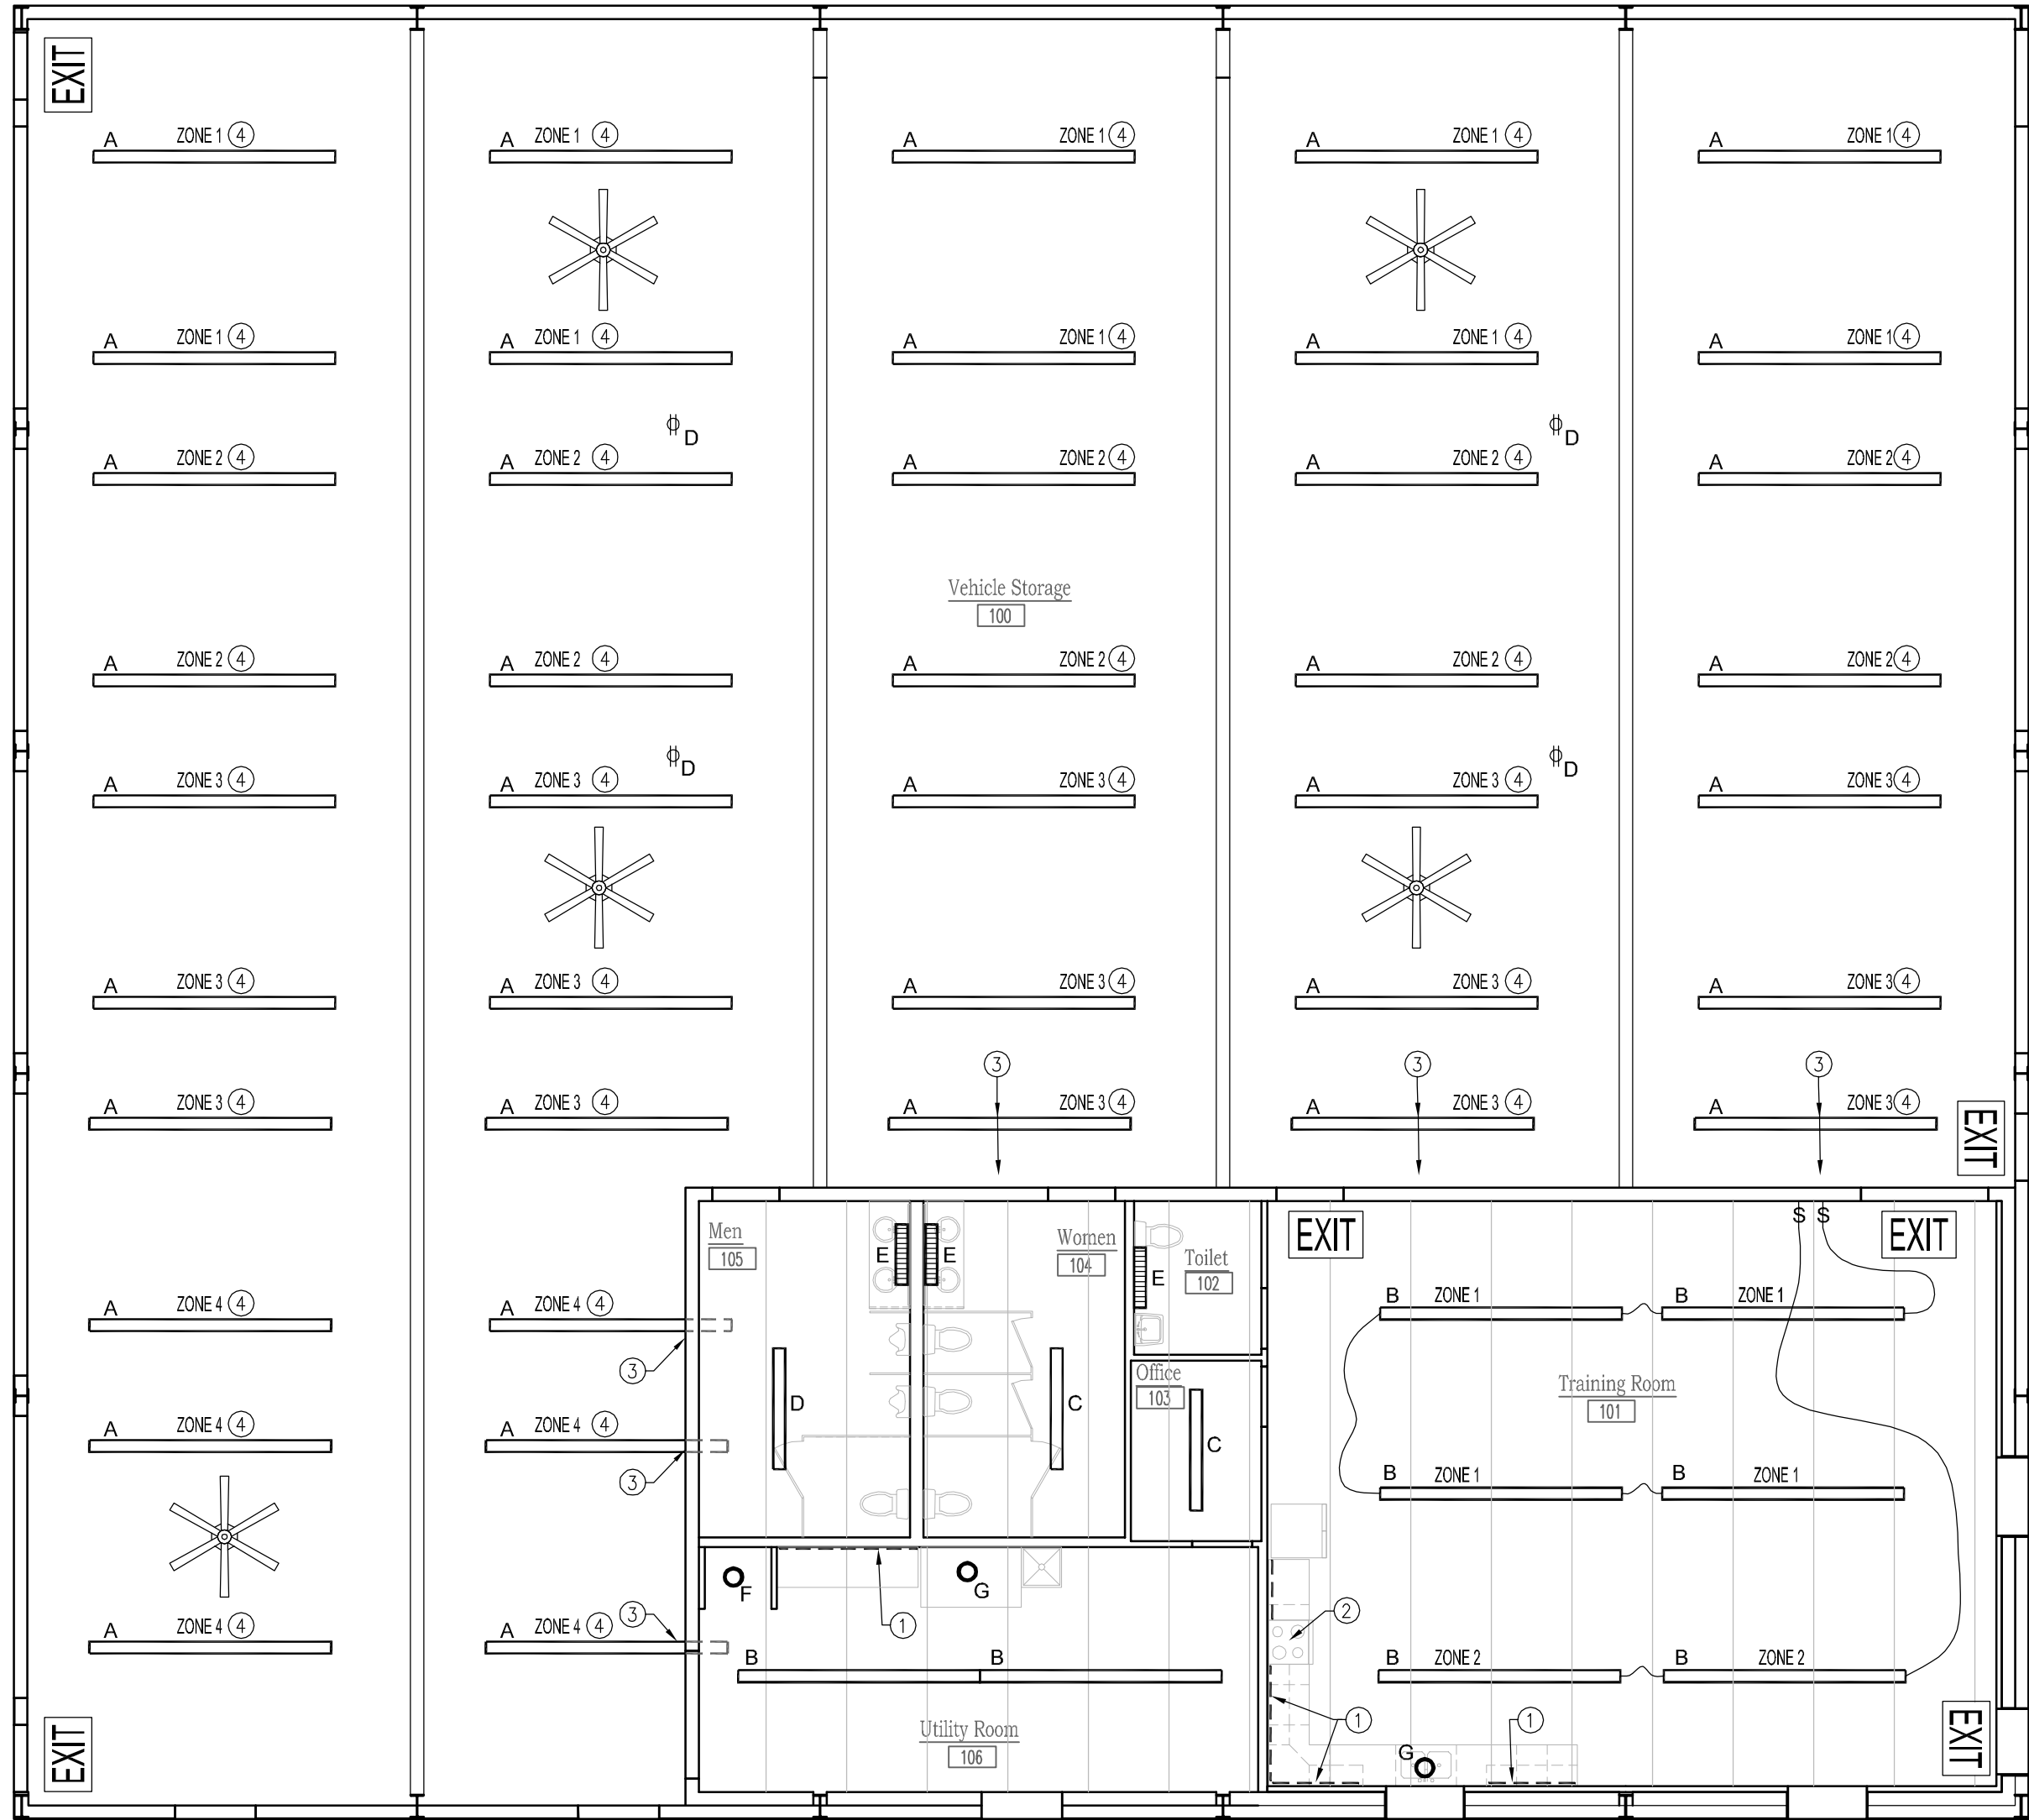 EXIT
A ZONE 1 4 A ZONE 1 4 A ZONE 1 4 A ZONE 1 4 A ZONE 1 4
A ZONE 1 4 A ZONE 1 4 A ZONE 1 4 A ZONE 1 4 A ZONE 1 4
D D
A ZONE 2 4 A ZONE 2 4 A ZONE 2 4 A ZONE 2 4 A ZONE 2 4
Vehicle Storage
100
A ZONE 2 4 A ZONE 2 4 A ZONE 2 4 A ZONE 2 4 A ZONE 2 4
D D
A ZONE 3 4 A ZONE 3 4 A ZONE 3 4 A ZONE 3 4 A ZONE 3 4
A ZONE 3 4 A ZONE 3 4 A ZONE 3 4 A ZONE 3 4 A ZONE 3 4
3 3 3
A ZONE 3 4 A ZONE 3 4 A ZONE 3 4 A ZONE 3 4 A ZONE 3 4
EXIT
S S
Men
105
E E
Women
104
Toilet
102
E
EXIT EXIT
A ZONE 4 4 A ZONE 4 4
B ZONE 1 B ZONE 1
3
Office
103
Training Room
101
D C C
A ZONE 4 4 A ZONE 4 4
3
B ZONE 1 B ZONE 1
F G
1
2
3
A ZONE 4 4 A ZONE 4 4
B B
B ZONE 2 B ZONE 2
Utility Room
106
1 1
G
EXIT EXIT